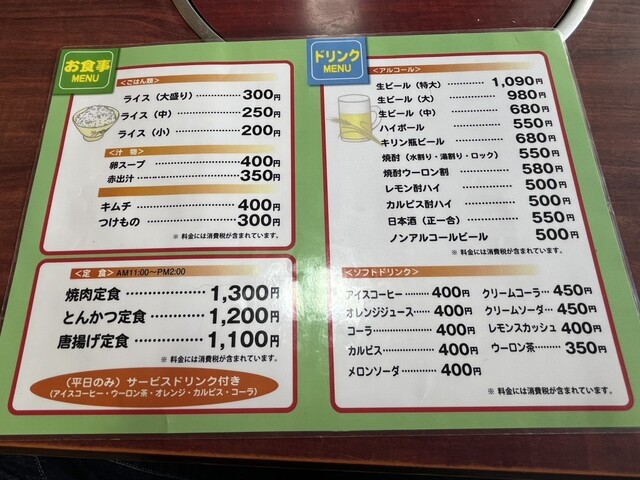 お食事
MENU
<ごはん類>
ライス（大盛り）………… 300円
ライス（中）………… 250円
ライス（小）………… 200円
<汁 物>
卵スープ ………… 400円
赤出汁 ………… 350円
キムチ ………… 400円
つけもの ………… 300円
※ 料金には消費税が含まれています。
<定 食> AM11:00〜PM2:00
焼肉定食 ………… 1,300円
とんかつ定食 ……… 1,200円
唐揚げ定食 ……… 1,100円
※ 料金には消費税が含まれています。
（平日のみ）サービスドリンク付き
（アイスコーヒー・ウーロン茶・オレンジ・カルピス・コーラ）
ドリンク
MENU
<アルコール>
生ビール（特大）………… 1,090円
生ビール（大）………… 980円
生ビール（中）………… 680円
ハイボール ………… 550円
キリン瓶ビール ………… 680円
焼酎（水割り・湯割り・ロック）550円
焼酎ウーロン割 ………… 580円
レモン酎ハイ ………… 500円
カルピス酎ハイ ………… 500円
日本酒（正一合）………… 550円
ノンアルコールビール 500円
※ 料金には消費税が含まれています。
<ソフトドリンク>
アイスコーヒー …… 400円
オレンジジュース …… 400円
コーラ ………… 400円
カルピス ………… 400円
メロンソーダ …… 400円
クリームコーラ… 450円
クリームソーダ… 450円
レモンスカッシュ 400円
ウーロン茶…… 350円
※ 料金には消費税が含まれています。